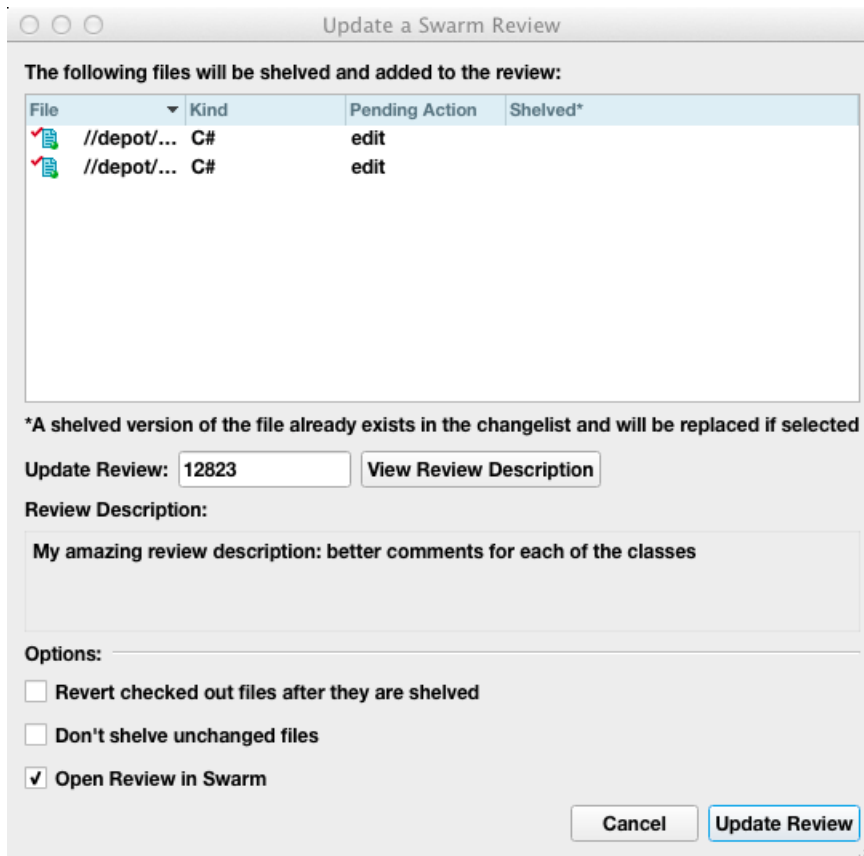 Update a Swarm Review
The following files will be shelved and added to the review:
File Kind Pending Action Shelved*
//depot/... C# edit
//depot/... C# edit
*A shelved version of the file already exists in the changelist and will be replaced if selected
Update Review: 12823 View Review Description
Review Description:
My amazing review description: better comments for each of the classes
Options:
Revert checked out files after they are shelved
Don't shelve unchanged files
Open Review in Swarm
Cancel Update Review